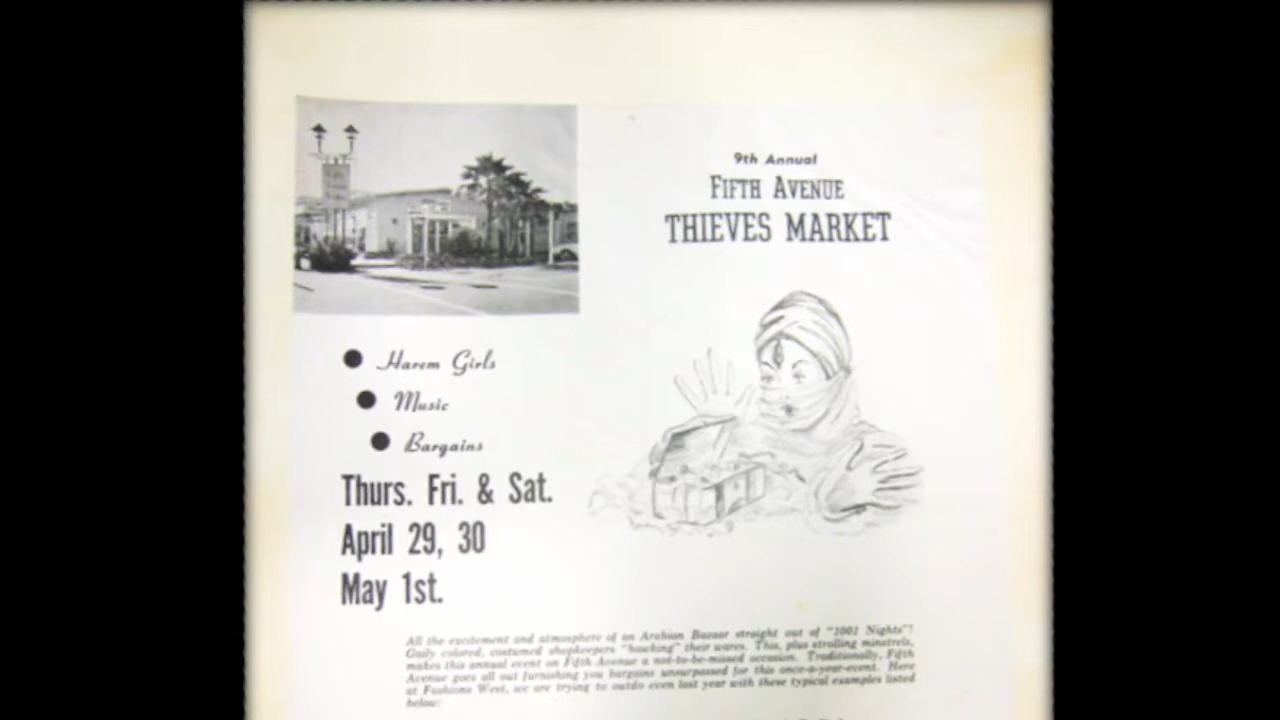 9th Annual
FIFTH AVENUE
THIEVES MARKET
Harem Girls
Music
Bargains
Thurs. Fri. & Sat.
April 29, 30
May 1st.
All the excitement and atmosphere of an Arabian Bazaar straight out of "1001 Nights"!
Gaily colored, costumed shopkeepers "hawking" their wares. This, plus strolling minstrels,
makes this annual event on Fifth Avenue a not-to-be-missed occasion. Traditionally, Fifth
Avenue goes all out furnishing you bargains unsurpassed for this once-a-year-event. Here
at Fashions West, we are trying to outdo even last year with these typical examples listed
below: